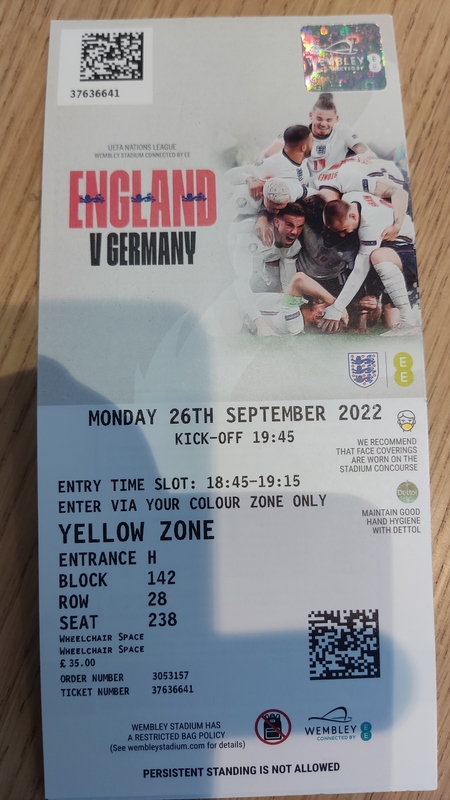 37636641
WEMBLEY
CONNECTED BY EE
UEFA NATIONS LEAGUE
WEMBLEY STADIUM CONNECTED BY EE
ENGLAND
V GERMANY
EE
MONDAY 26TH SEPTEMBER 2022
KICK-OFF 19:45
WE RECOMMEND
THAT FACE COVERINGS
ARE WORN ON THE
STADIUM CONCOURSE
ENTRY TIME SLOT: 18:45-19:15
ENTER VIA YOUR COLOUR ZONE ONLY
Dettol
MAINTAIN GOOD
HAND HYGIENE
WITH DETTOL
YELLOW ZONE
ENTRANCE H
BLOCK 142
ROW 28
SEAT 238
Wheelchair Space
Wheelchair Space
£ 35.00
ORDER NUMBER 3053157
TICKET NUMBER 37636641
WEMBLEY STADIUM HAS
A RESTRICTED BAG POLICY
(See wembleystadium.com for details)
WEMBLEY
CONNECTED BY EE
PERSISTENT STANDING IS NOT ALLOWED